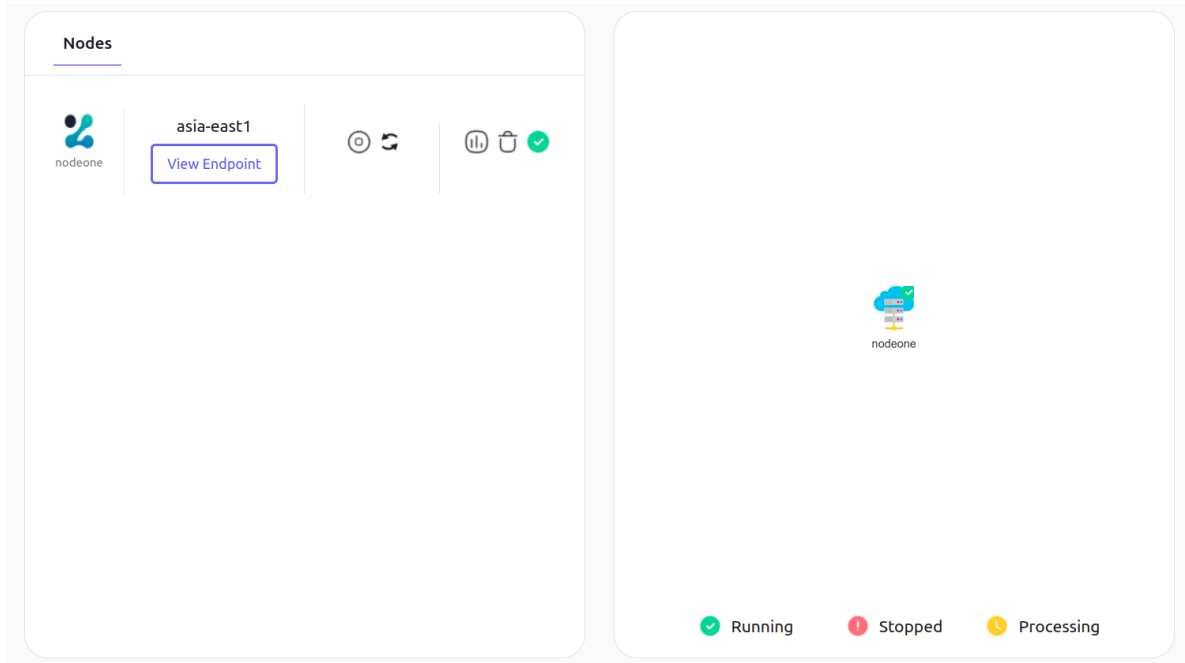 Nodes
nodeone
asia-east1
View Endpoint
nodeone
Running
Stopped
Processing